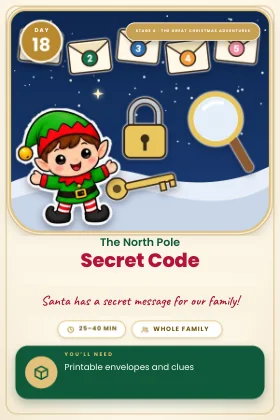 DAY
18
STAGE 4 · THE GREAT CHRISTMAS ADVENTURES
2
3
4
5
The North Pole
Secret Code
Santa has a secret message for our family!
25–40 MIN
WHOLE FAMILY
YOU'LL NEED
Printable envelopes and clues